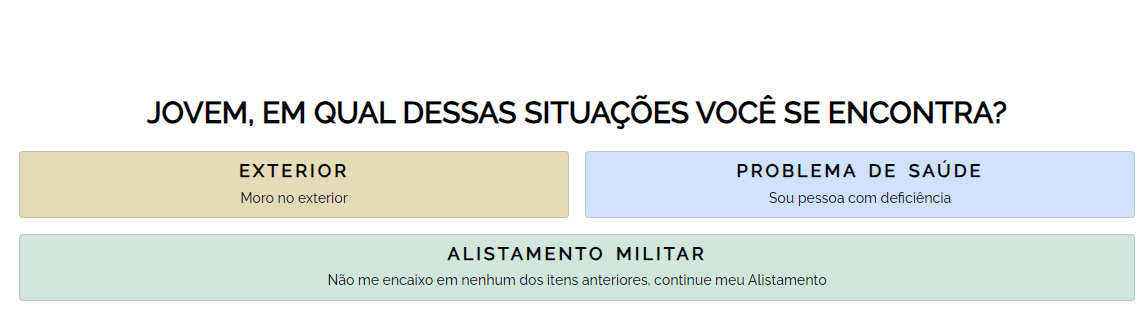 JOVEM, EM QUAL DESSAS SITUAÇÕES VOCÊ SE ENCONTRA?
EXTERIOR
Moro no exterior
PROBLEMA DE SAÚDE
Sou pessoa com deficiência
ALISTAMENTO MILITAR
Não me encaixo em nenhum dos itens anteriores, continue meu Alistamento